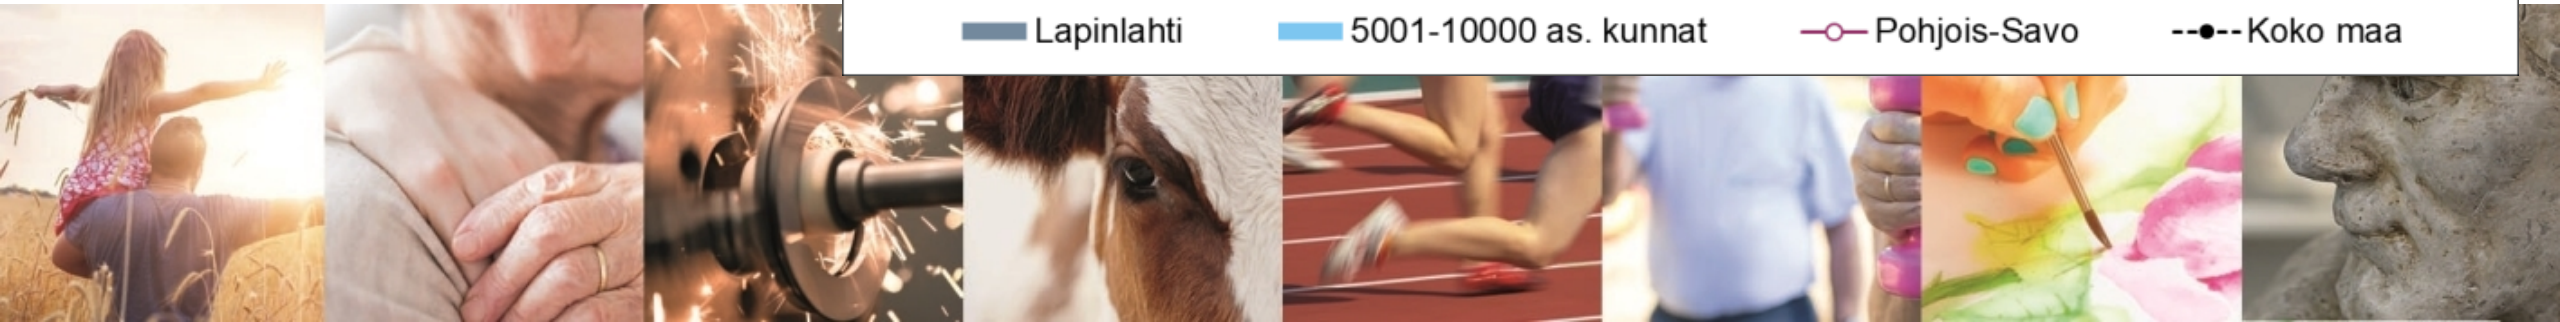 Lapinlahti 5001-10000 as. kunnat Pohjois-Savo Koko maa